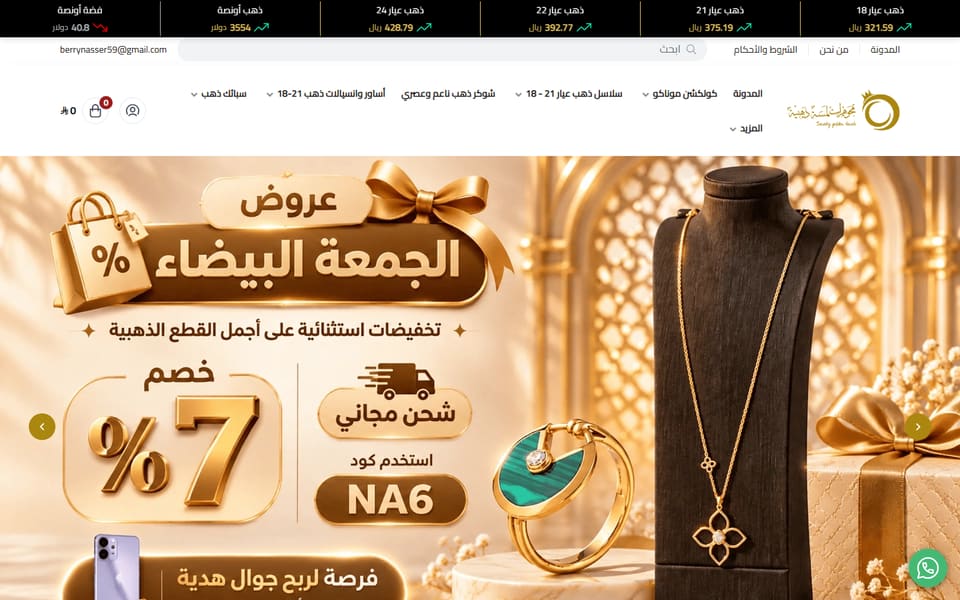 ذهب عيار 18
321.59 ريال
ذهب عيار 21
375.19 ريال
ذهب عيار 22
392.77 ريال
ذهب عيار 24
428.79 ريال
ذهب أونصة
3554 دولار
فضة أونصة
40.8 دولار
المدونة
من نحن
الشروط والأحكام
ابحث
berrynasser59@gmail.com
مجوهرات لمسة ذهبية
المدونة
كولكشن موناكو
سلاسل ذهب عيار 21 - 18
شوكر ذهب ناعم وعصري
أساور وانسيالات ذهب 21-18
سبائك ذهب
المزيد
0
0
عروض
الجمعة البيضاء
%
تخفيضات استثنائية على أجمل القطع الذهبية
خصم
%7
شحن مجاني
استخدم كود
NA6
فرصة لربح جوال هدية